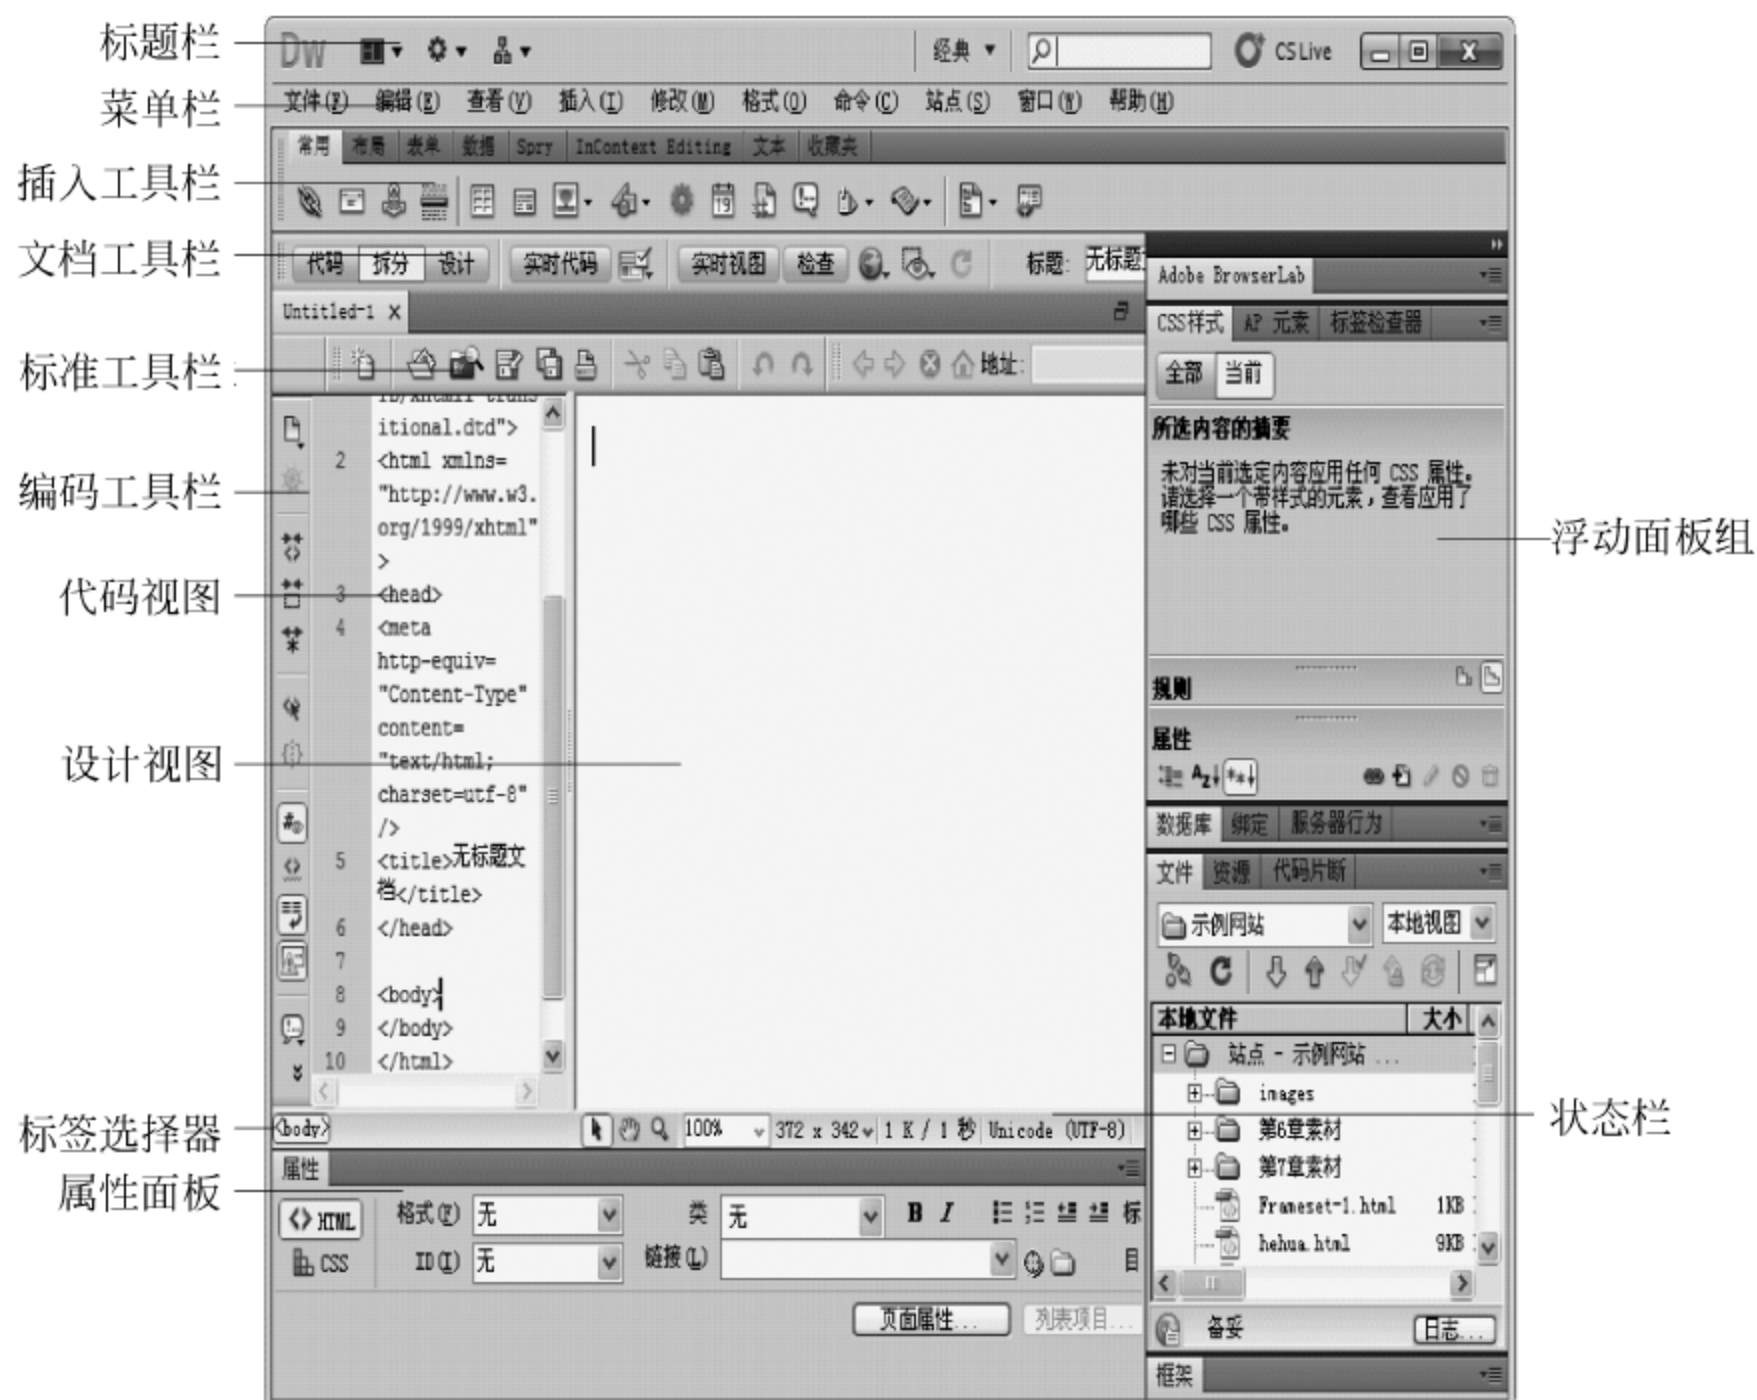 标题栏
菜单栏
插入工具栏
文档工具栏
标准工具栏
编码工具栏
代码视图
设计视图
标签选择器
属性面板
Dw
经典
CS Live
X
文件(F) 编辑(E) 查看(V) 插入(I) 修改(M) 格式(O) 命令(C) 站点(S) 窗口(W) 帮助(H)
常用 布局 表单 数据 Spry InContext Editing 文本 收藏夹
19
代码 拆分 设计 实时代码 实时视图 检查 标题: 无标题
Untitled-1 X
地址:
itional.dtd">
2 <html xmlns=
"http://www.w3.
org/1999/xhtml"
>
3 <head>
4 <meta
http-equiv=
"Content-Type"
content=
"text/html;
charset=utf-8"
/>
5 <title>无标题文
档</title>
6 </head>
7
8 <body>
9 </body>
10 </html>
<body>
100% 372 x 342 1 K / 1 秒 Unicode (UTF-8)
属性
<> HTML 格式(F) 无 类 无 B I 标
CSS ID(I) 无 链接(L) 目
页面属性... 列表项目...
Adobe BrowserLab
CSS样式 AP 元素 标签检查器
全部 当前
所选内容的摘要
未对当前选定内容应用任何 CSS 属性。
请选择一个带样式的元素，查看应用了
哪些 CSS 属性。
规则
属性
数据库 绑定 服务器行为
文件 资源 代码片断
示例网站 本地视图
本地文件 大小
站点 - 示例网站 ...
images
第6章素材
第7章素材
Frameset-1.html 1KB
hehua.html 9KB
备妥 日志...
框架
浮动面板组
状态栏